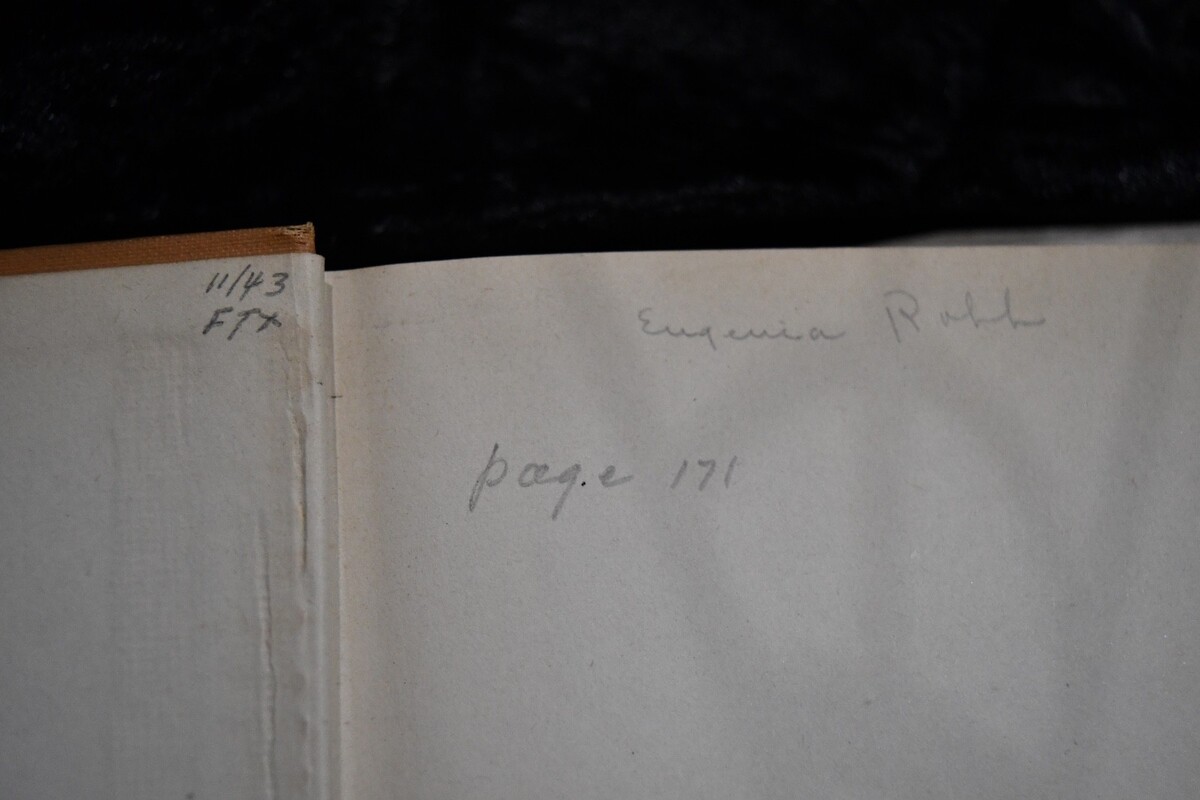 11/43
FTX
Eugenia Robb
page 171